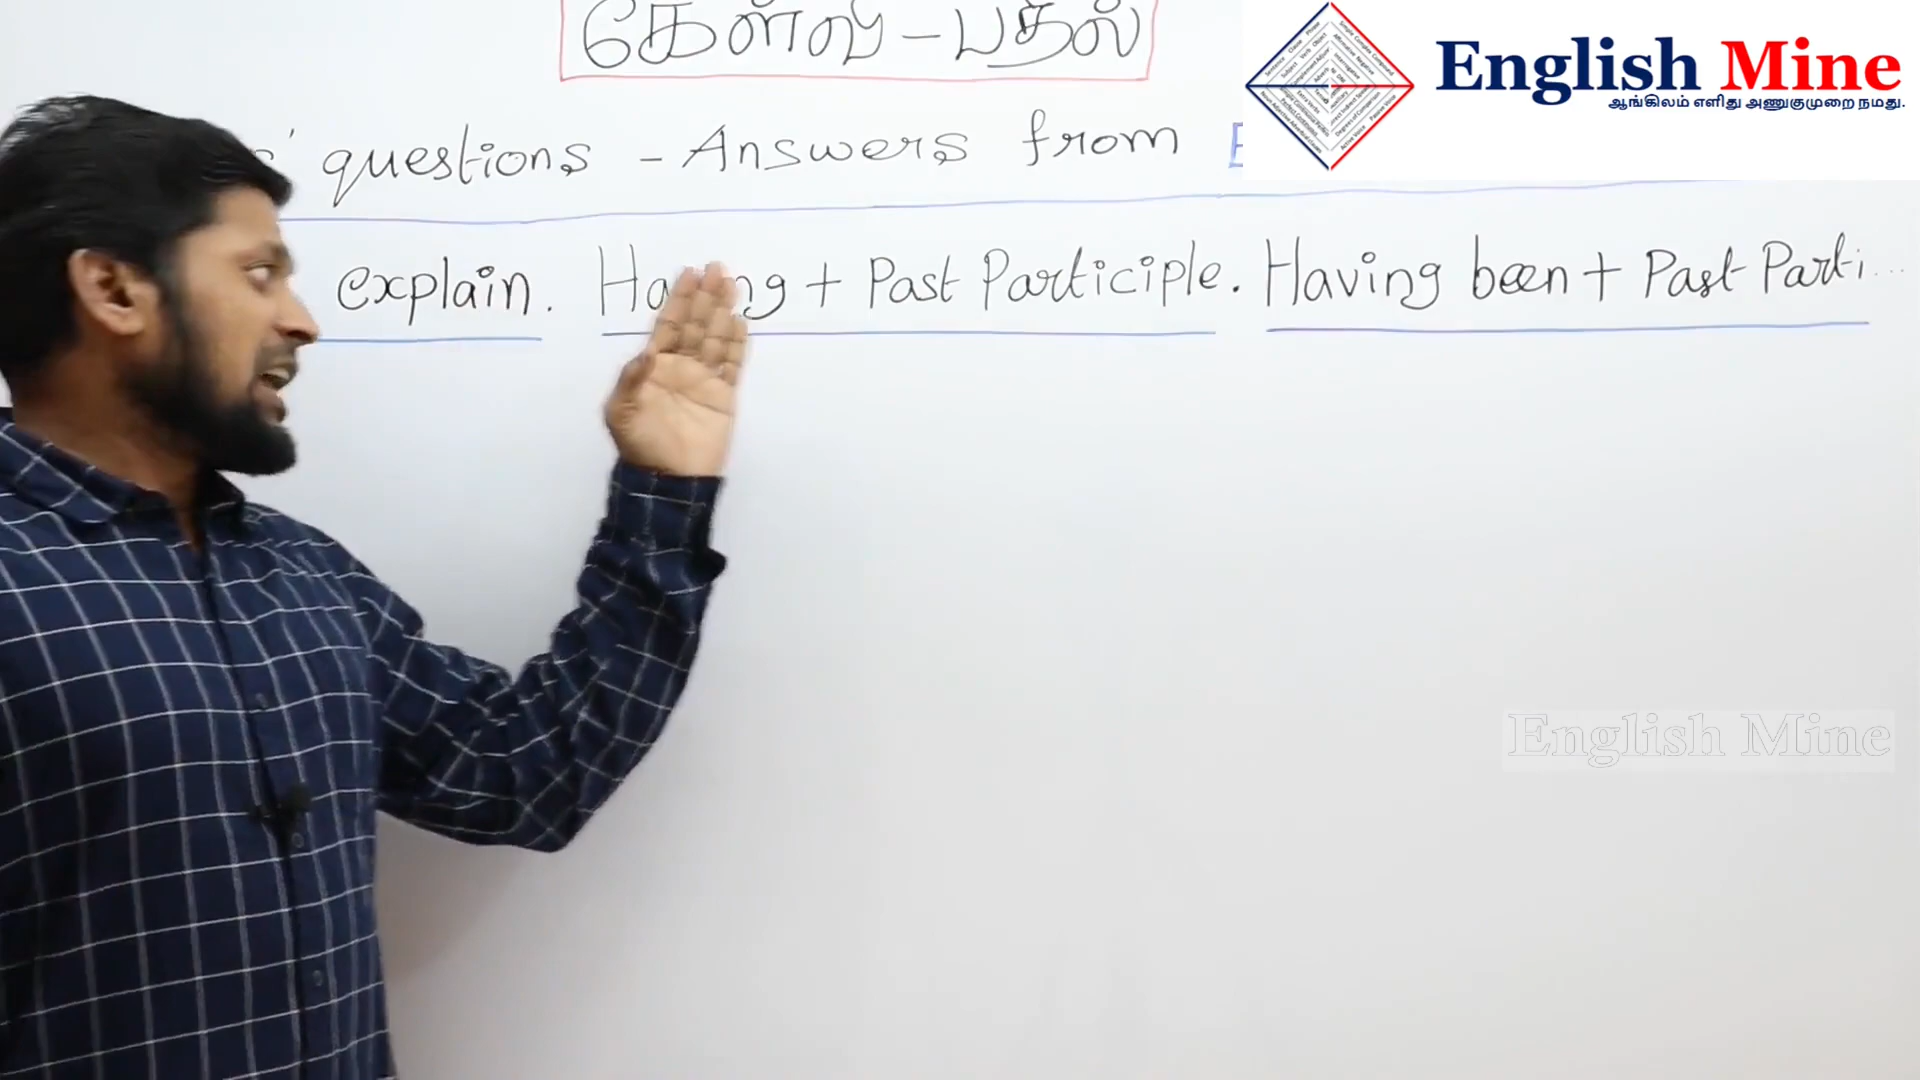 கேள்வி - பதில்
English Mine
ஆங்கிலம் எளிது அணுகுமுறை நமது.
questions - Answers from
explain. Having + Past Participle. Having been + Past Parti...
English Mine